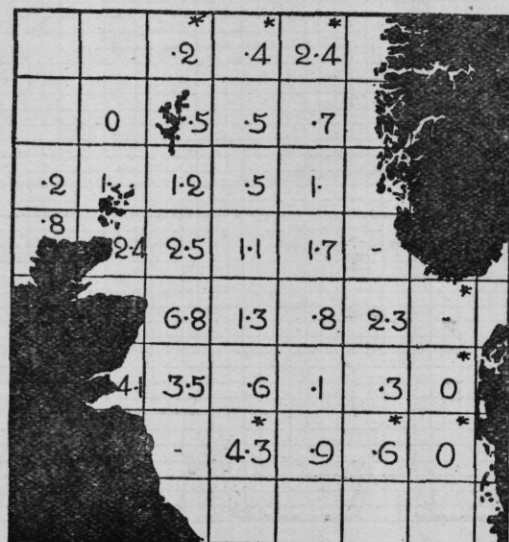 * * *
·2 ·4 2·4
0 ·5 ·5 ·7
·2 1· 1·2 ·5 1·
·8
2·4 2·5 1·1 1·7 -
*
6·8 1·3 ·8 2·3 -
*
4·1 3·5 ·6 ·1 ·3 0
* * *
- 4·3 ·9 ·6 0